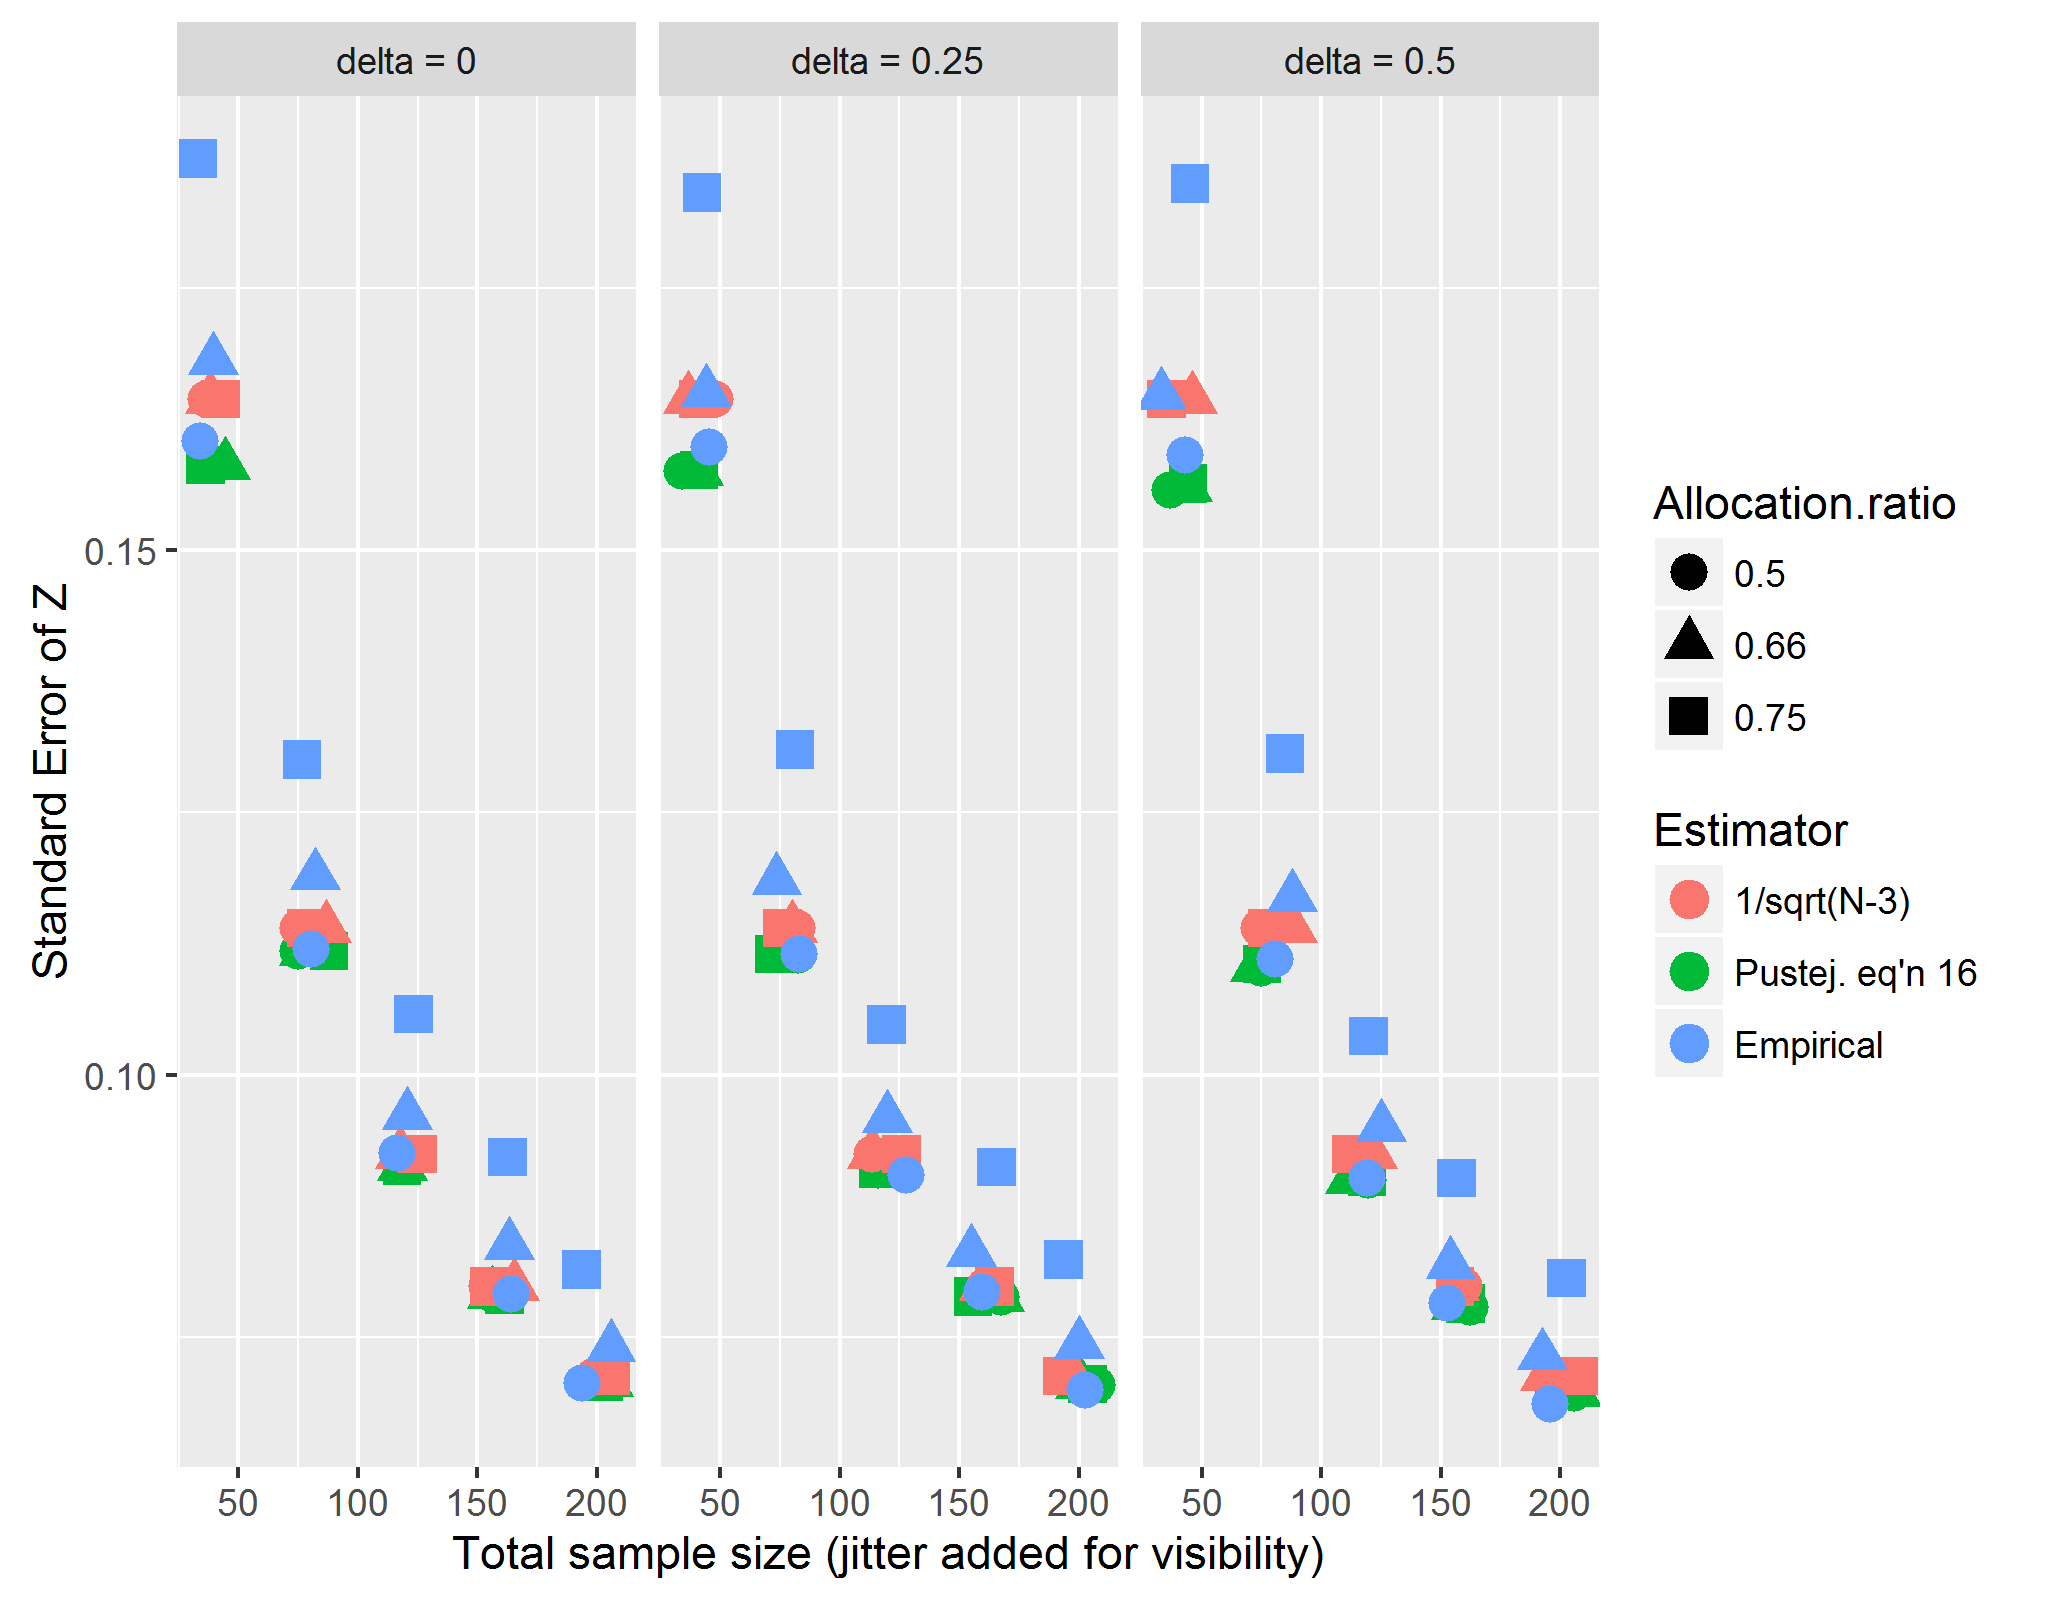 delta = 0
delta = 0.25
delta = 0.5
Standard Error of Z
0.15
0.10
50 100 150 200
50 100 150 200
50 100 150 200
Total sample size (jitter added for visibility)
Allocation.ratio
0.5
0.66
0.75
Estimator
1/sqrt(N-3)
Pustej. eq'n 16
Empirical